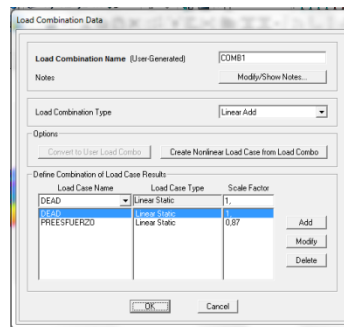 Load Combination Data
Load Combination Name (User-Generated) COMB1
Notes Modify/Show Notes...
Load Combination Type Linear Add
Options
Convert to User Load Combo Create Nonlinear Load Case from Load Combo
Define Combination of Load Case Results
Load Case Name Load Case Type Scale Factor
DEAD Linear Static 1,
DEAD Linear Static 1,
PREESFUERZO Linear Static 0,87
Add
Modify
Delete
OK Cancel